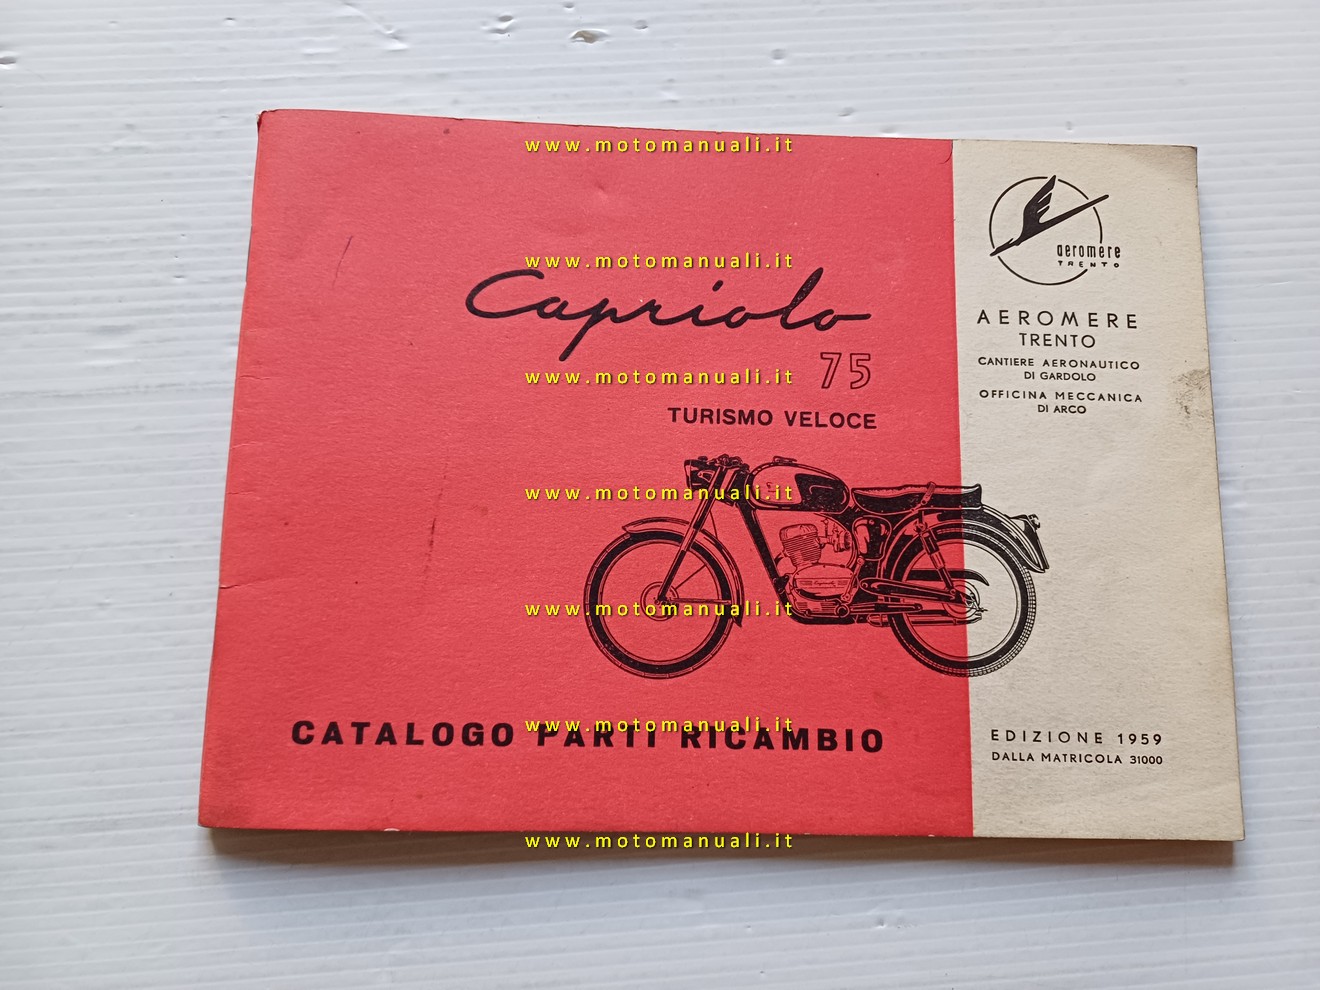 www.motomanuali.it
www.motomanuali.it
Capriolo
75
www.motomanuali.it
TURISMO VELOCE
www.motomanuali.it
www.motomanuali.it
www.motomanuali.it
CATALOGO PARTI RICAMBIO
www.motomanuali.it
aeromere
TRENTO
AEROMERE
TRENTO
CANTIERE AERONAUTICO
DI GARDOLO
OFFICINA MECCANICA
DI ARCO
EDIZIONE 1959
DALLA MATRICOLA 31000